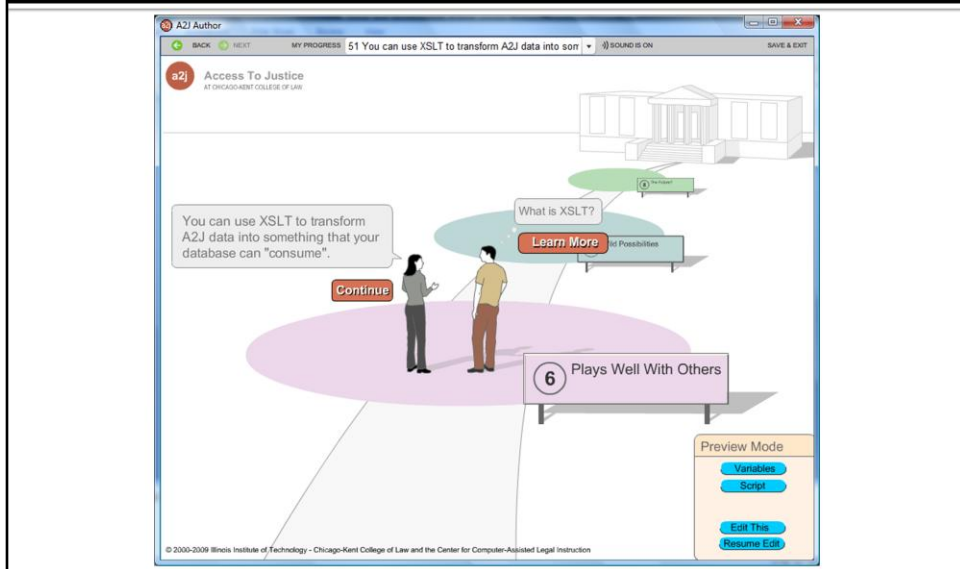 A2J Author
BACK NEXT MY PROGRESS 51 You can use XSLT to transform A2J data into som SOUND IS ON SAVE & EXIT
a2j Access To Justice
AT CHICAGO-KENT COLLEGE OF LAW
You can use XSLT to transform
A2J data into something that your
database can "consume".
Continue
What is XSLT?
Learn More
Possibilities
6 Plays Well With Others
Preview Mode
Variables
Script
Edit This
Resume Edit
© 2000-2009 Illinois Institute of Technology - Chicago-Kent College of Law and the Center for Computer-Assisted Legal Instruction